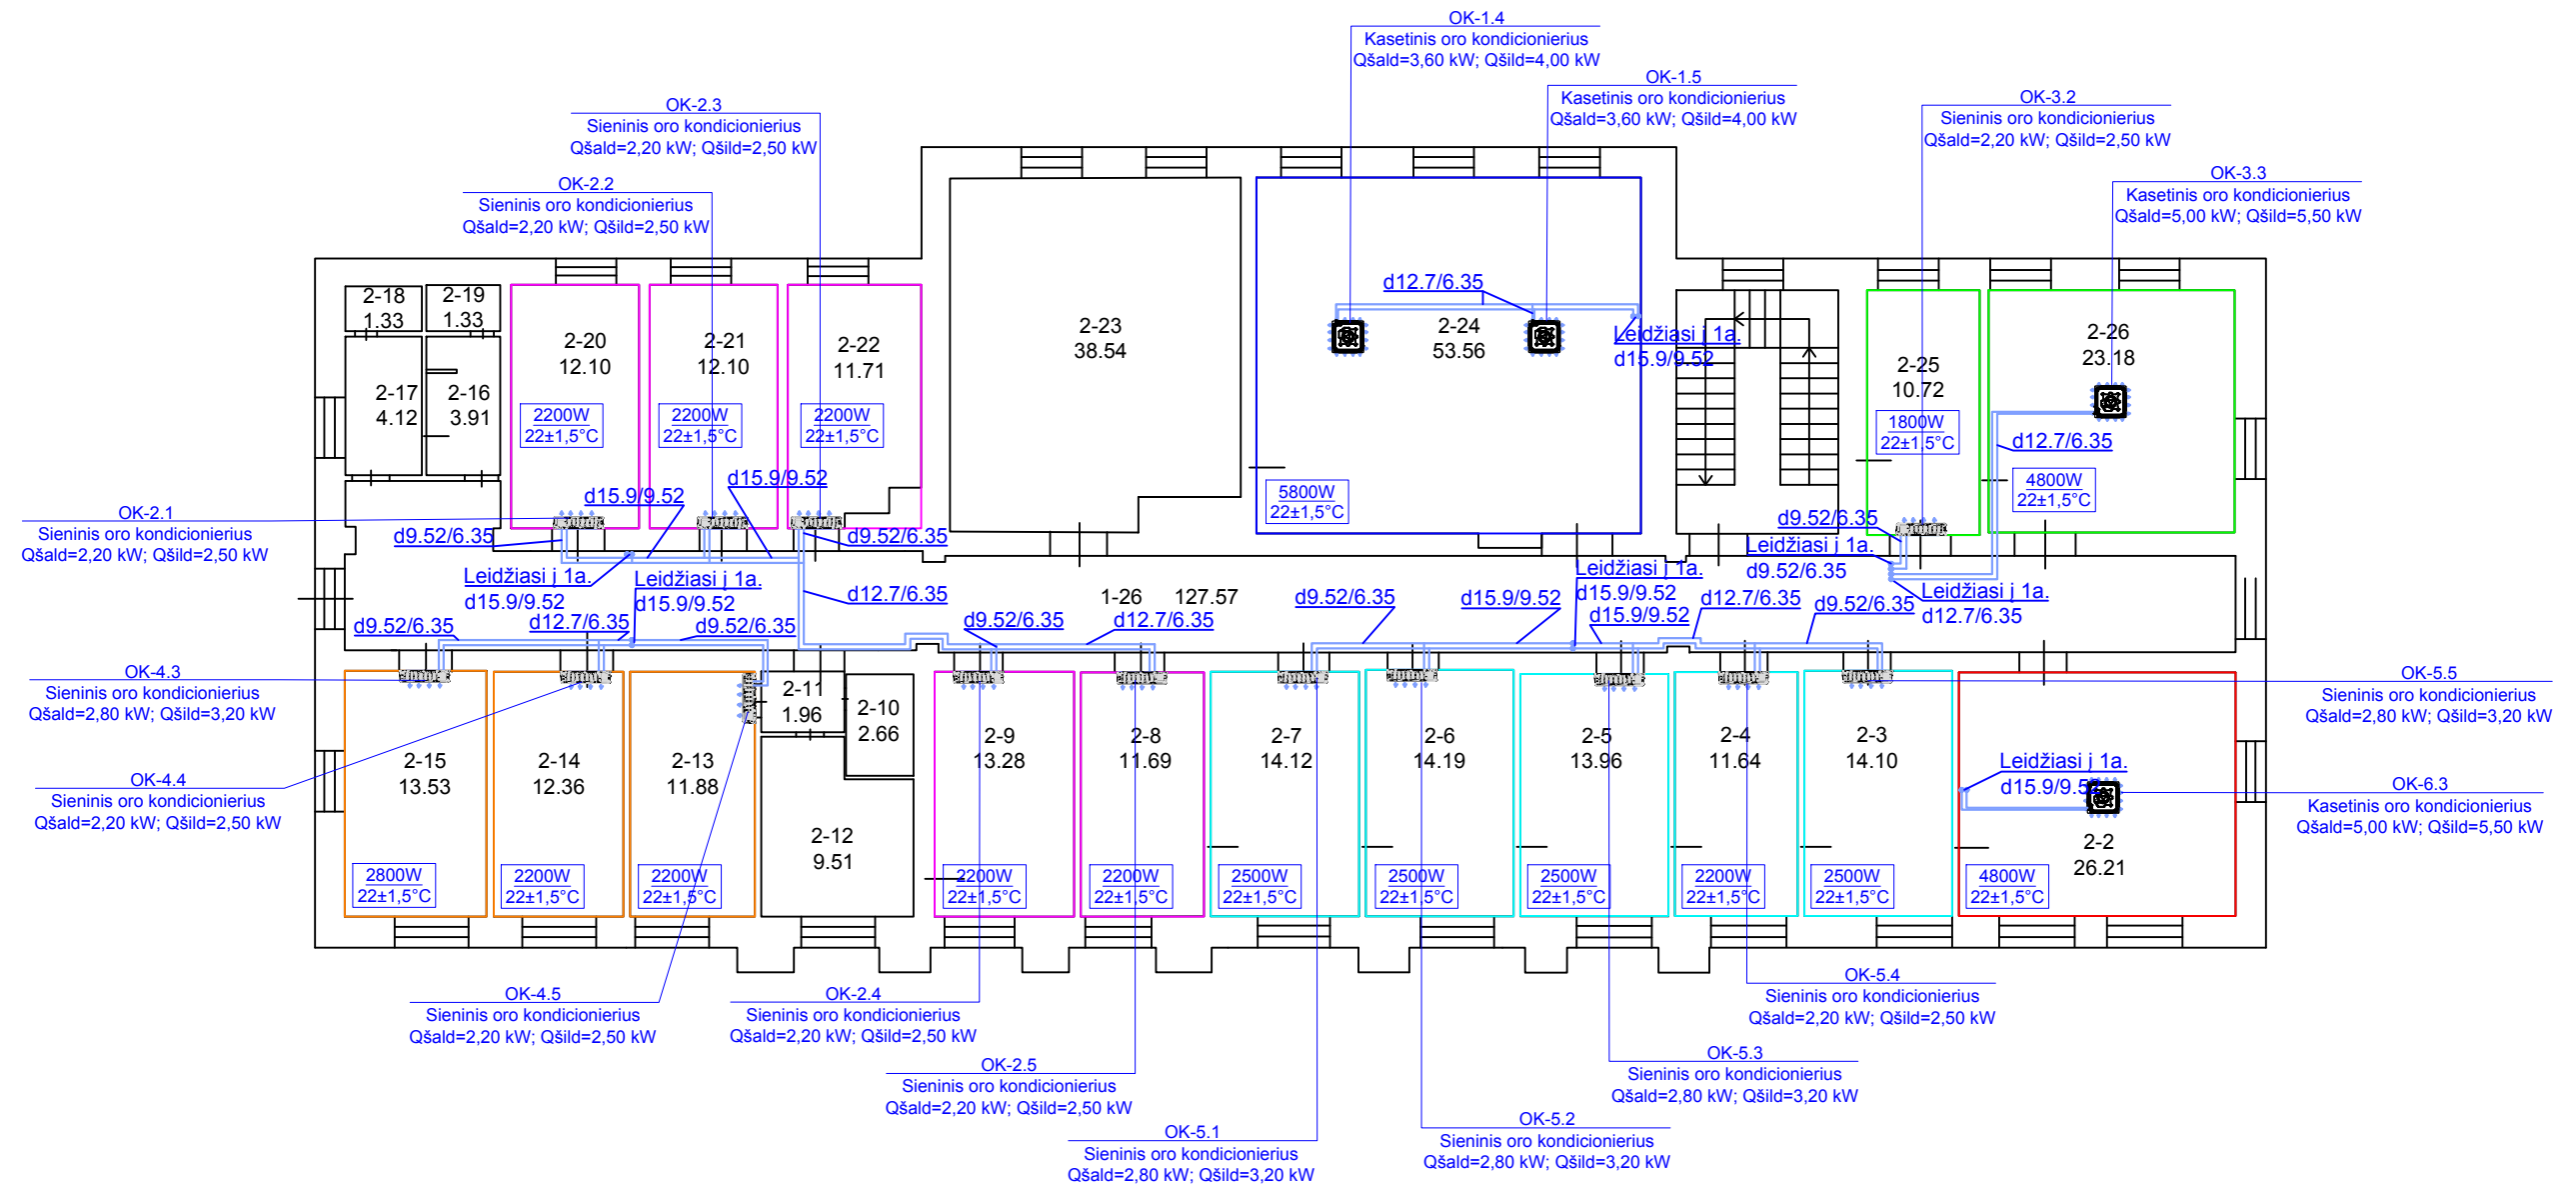 OK-1.4
Kasetinis oro kondicionierius
Qšald=3,60 kW; Qšild=4,00 kW
OK-1.5
Kasetinis oro kondicionierius
Qšald=3,60 kW; Qšild=4,00 kW
OK-2.3
Sieninis oro kondicionierius
Qšald=2,20 kW; Qšild=2,50 kW
OK-3.2
Sieninis oro kondicionierius
Qšald=2,20 kW; Qšild=2,50 kW
OK-2.2
Sieninis oro kondicionierius
Qšald=2,20 kW; Qšild=2,50 kW
OK-3.3
Kasetinis oro kondicionierius
Qšald=5,00 kW; Qšild=5,50 kW
2-18
1.33
2-19
1.33
2-17
4.12
2-16
3.91
2-20
12.10
2200W
22±1,5°C
2-21
12.10
2200W
22±1,5°C
2-22
11.71
2200W
22±1,5°C
2-23
38.54
d12.7/6.35
2-24
53.56
Leidžiasi į 1a.
d15.9/9.52
5800W
22±1,5°C
2-25
10.72
1800W
22±1,5°C
2-26
23.18
d12.7/6.35
4800W
22±1,5°C
OK-2.1
Sieninis oro kondicionierius
Qšald=2,20 kW; Qšild=2,50 kW
d15.9/9.52
d15.9/9.52
d9.52/6.35
d9.52/6.35
d9.52/6.35
Leidžiasi į 1a.
d9.52/6.35
Leidžiasi į 1a.
d12.7/6.35
Leidžiasi į 1a.
d15.9/9.52
Leidžiasi į 1a.
d15.9/9.52
d12.7/6.35
1-26 127.57
Leidžiasi į 1a.
d15.9/9.52
d9.52/6.35
d15.9/9.52
d15.9/9.52
d12.7/6.35
d9.52/6.35
d9.52/6.35
d12.7/6.35
d9.52/6.35
d9.52/6.35
d12.7/6.35
OK-4.3
Sieninis oro kondicionierius
Qšald=2,80 kW; Qšild=3,20 kW
OK-4.4
Sieninis oro kondicionierius
Qšald=2,20 kW; Qšild=2,50 kW
2-15
13.53
2800W
22±1,5°C
2-14
12.36
2200W
22±1,5°C
2-13
11.88
2200W
22±1,5°C
2-11
1.96
2-10
2.66
2-12
9.51
2-9
13.28
2200W
22±1,5°C
2-8
11.69
2200W
22±1,5°C
2-7
14.12
2500W
22±1,5°C
2-6
14.19
2500W
22±1,5°C
2-5
13.96
2500W
22±1,5°C
2-4
11.64
2200W
22±1,5°C
2-3
14.10
2500W
22±1,5°C
Leidžiasi į 1a.
d15.9/9.52
2-2
26.21
4800W
22±1,5°C
OK-5.5
Sieninis oro kondicionierius
Qšald=2,80 kW; Qšild=3,20 kW
OK-6.3
Kasetinis oro kondicionierius
Qšald=5,00 kW; Qšild=5,50 kW
OK-4.5
Sieninis oro kondicionierius
Qšald=2,20 kW; Qšild=2,50 kW
OK-2.4
Sieninis oro kondicionierius
Qšald=2,20 kW; Qšild=2,50 kW
OK-5.4
Sieninis oro kondicionierius
Qšald=2,20 kW; Qšild=2,50 kW
OK-2.5
Sieninis oro kondicionierius
Qšald=2,20 kW; Qšild=2,50 kW
OK-5.3
Sieninis oro kondicionierius
Qšald=2,80 kW; Qšild=3,20 kW
OK-5.1
Sieninis oro kondicionierius
Qšald=2,80 kW; Qšild=3,20 kW
OK-5.2
Sieninis oro kondicionierius
Qšald=2,80 kW; Qšild=3,20 kW